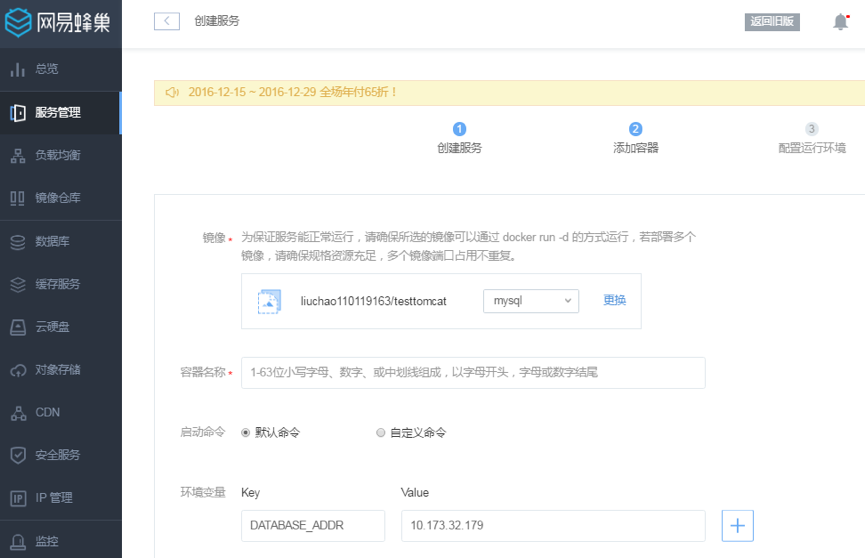 网易蜂巢
创建服务
返回旧版
总览
服务管理
负载均衡
镜像仓库
数据库
缓存服务
云硬盘
对象存储
CDN
安全服务
IP 管理
监控
2016-12-15 ~ 2016-12-29 全场年付65折！
1 2 3
创建服务 添加容器 配置运行环境
镜像 * 为保证服务能正常运行，请确保所选的镜像可以通过 docker run -d 的方式运行，若部署多个
镜像，请确保规格资源充足，多个镜像端口占用不重复。
liuchao110119163/testtomcat mysql 更换
容器名称 * 1-63位小写字母、数字、或中划线组成，以字母开头，字母或数字结尾
启动命令 默认命令 自定义命令
环境变量 Key Value
DATABASE_ADDR 10.173.32.179